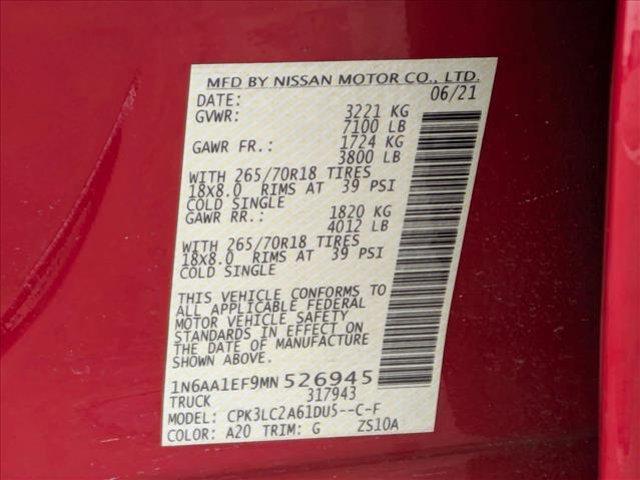 MFD BY NISSAN MOTOR CO., LTD.
DATE: 06/21
GVWR: 3221 KG
7100 LB
GAWR FR.: 1724 KG
3800 LB
WITH 265/70R18 TIRES
18X8.0 RIMS AT 39 PSI
COLD SINGLE
GAWR RR.: 1820 KG
4012 LB
WITH 265/70R18 TIRES
18X8.0 RIMS AT 39 PSI
COLD SINGLE
THIS VEHICLE CONFORMS TO
ALL APPLICABLE FEDERAL
MOTOR VEHICLE SAFETY
STANDARDS IN EFFECT ON
THE DATE OF MANUFACTURE
SHOWN ABOVE.
1N6AA1EF9MN 526945
TRUCK 317943
MODEL: CPK3LC2A61DU5--C-F
COLOR: A20 TRIM: G ZS10A